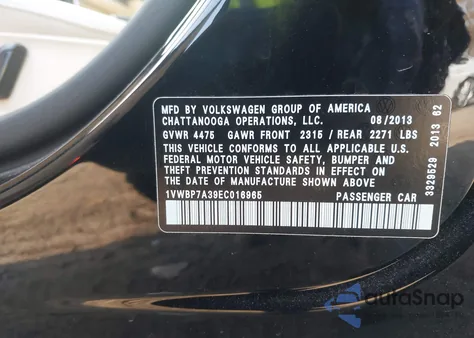 MFD BY VOLKSWAGEN GROUP OF AMERICA
CHATTANOOGA OPERATIONS, LLC. 08/2013
GVWR 4475 GAWR FRONT 2315 / REAR 2271 LBS
THIS VEHICLE CONFORMS TO ALL APPLICABLE U.S.
FEDERAL MOTOR VEHICLE SAFETY, BUMPER AND
THEFT PREVENTION STANDARDS IN EFFECT ON THE
DATE OF MANUFACTURE SHOWN ABOVE
1VWBP7A39EC016965 PASSENGER CAR
3329529 2013 62
autoSnap